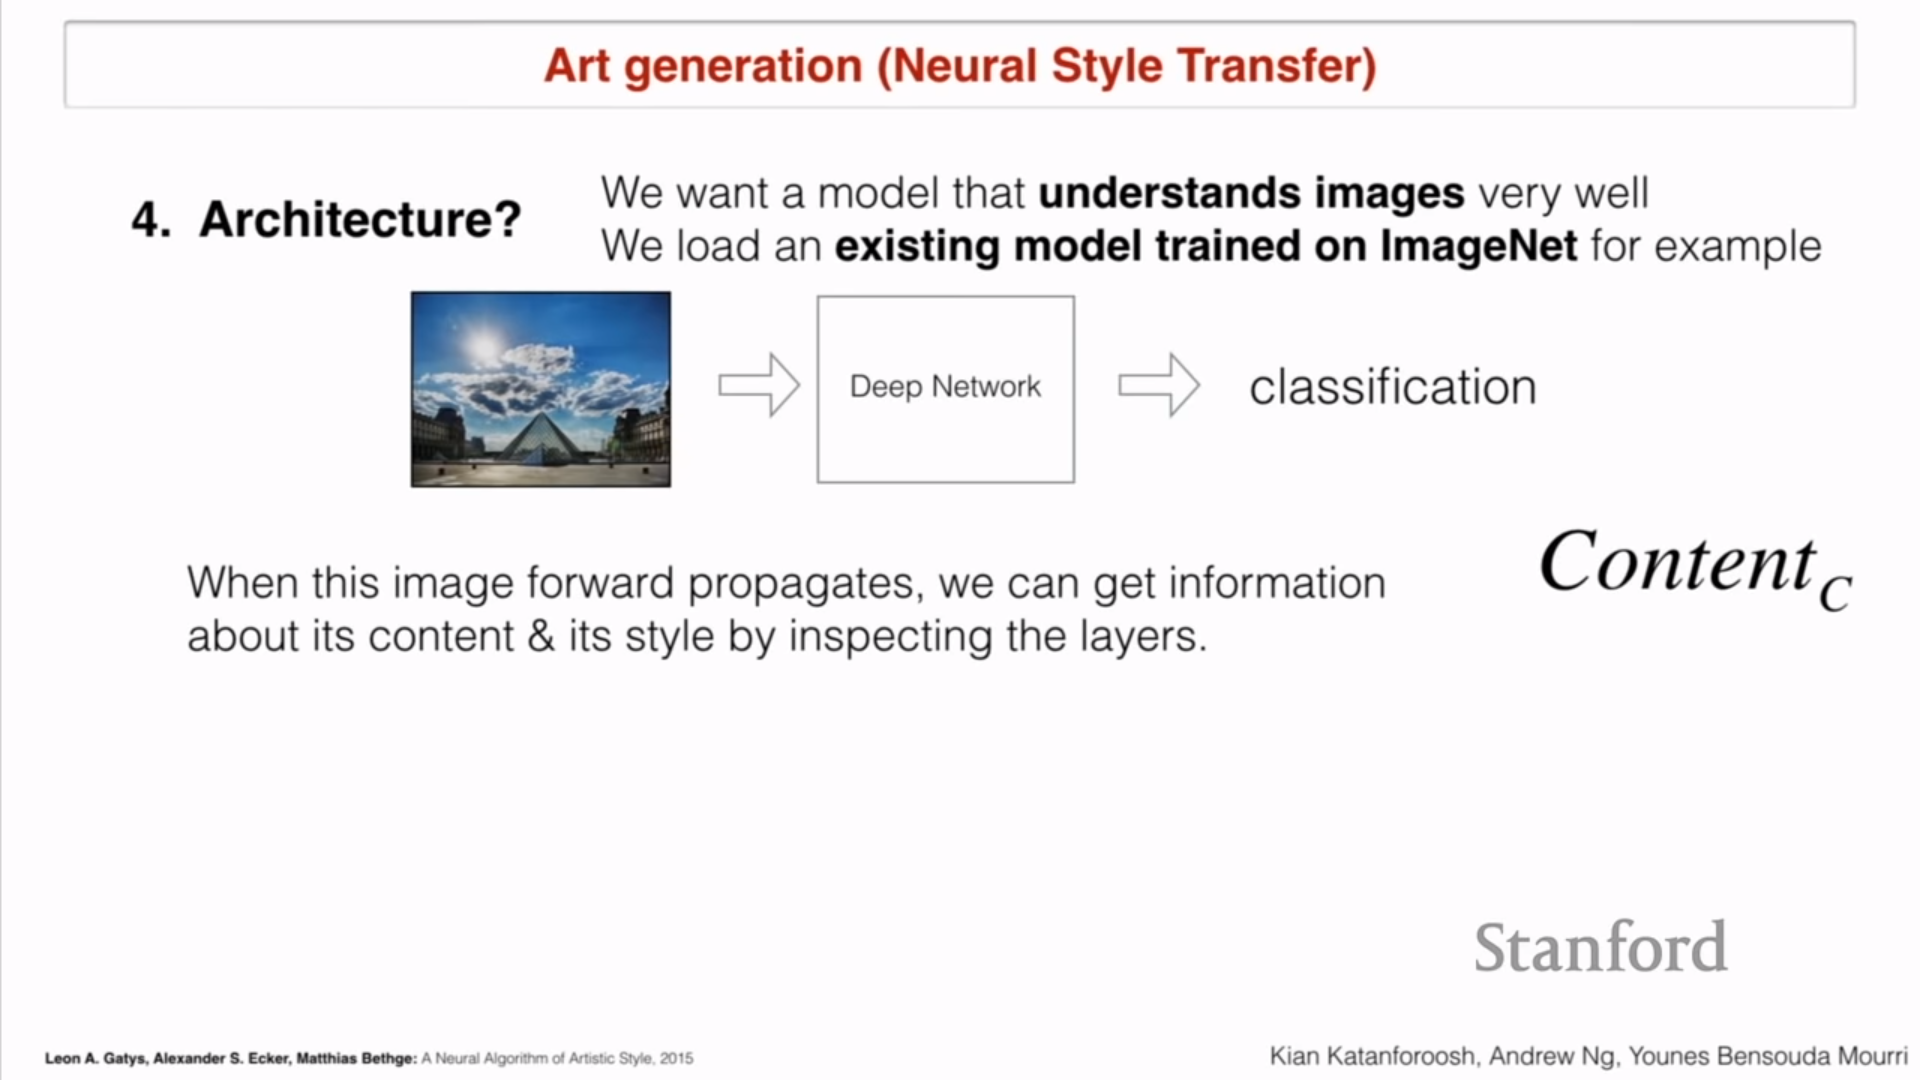 Art generation (Neural Style Transfer)
4. Architecture?
We want a model that understands images very well
We load an existing model trained on ImageNet for example
Deep Network
classification
When this image forward propagates, we can get information
about its content & its style by inspecting the layers.
Content_C
Stanford
Leon A. Gatys, Alexander S. Ecker, Matthias Bethge: A Neural Algorithm of Artistic Style, 2015
Kian Katanforoosh, Andrew Ng, Younes Bensouda Mourri